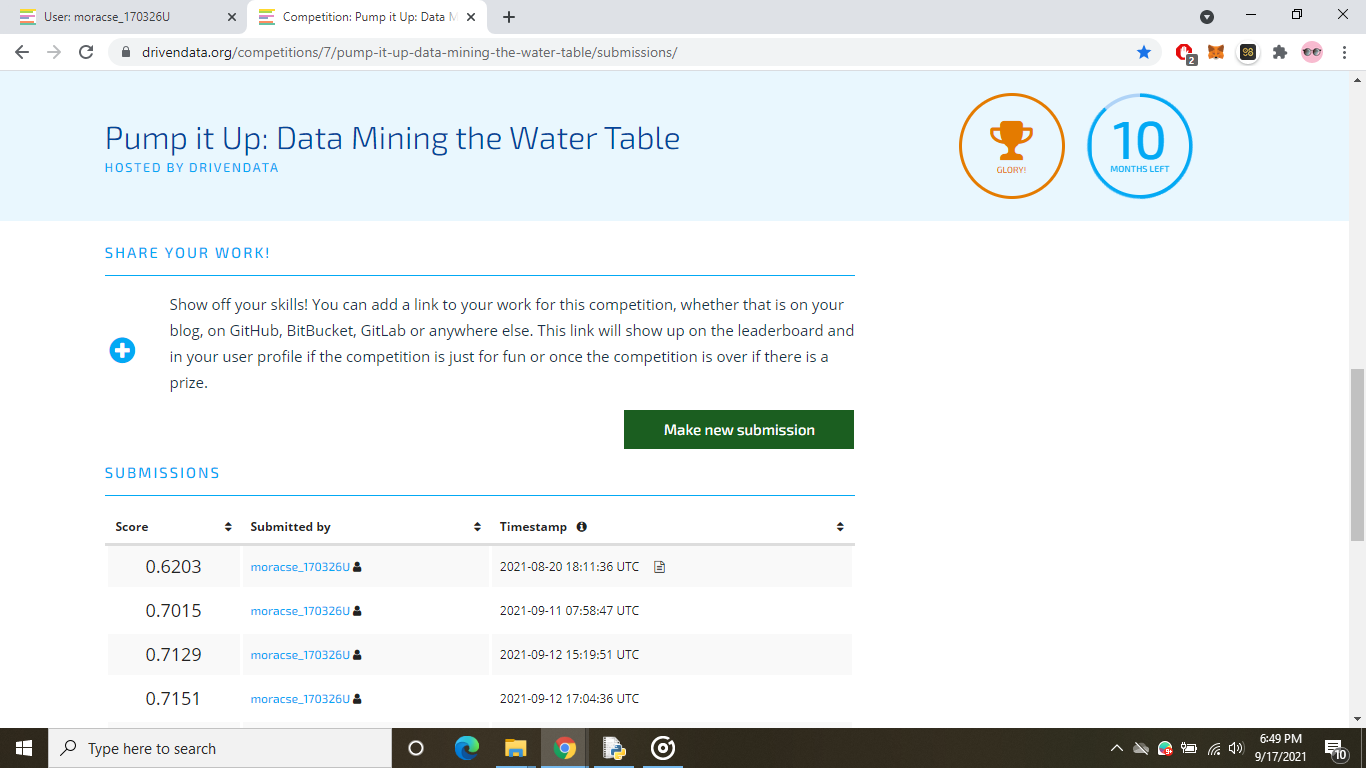 User: moracse_170326U
Competition: Pump it Up: Data M
drivendata.org/competitions/7/pump-it-up-data-mining-the-water-table/submissions/
2
Pump it Up: Data Mining the Water Table
HOSTED BY DRIVENDATA
GLORY!
10
MONTHS LEFT
SHARE YOUR WORK!
Show off your skills! You can add a link to your work for this competition, whether that is on your
blog, on GitHub, BitBucket, GitLab or anywhere else. This link will show up on the leaderboard and
in your user profile if the competition is just for fun or once the competition is over if there is a
prize.
Make new submission
SUBMISSIONS
Score Submitted by Timestamp
0.6203 moracse_170326U 2021-08-20 18:11:36 UTC
0.7015 moracse_170326U 2021-09-11 07:58:47 UTC
0.7129 moracse_170326U 2021-09-12 15:19:51 UTC
0.7151 moracse_170326U 2021-09-12 17:04:36 UTC
Type here to search
6:49 PM
9/17/2021
10